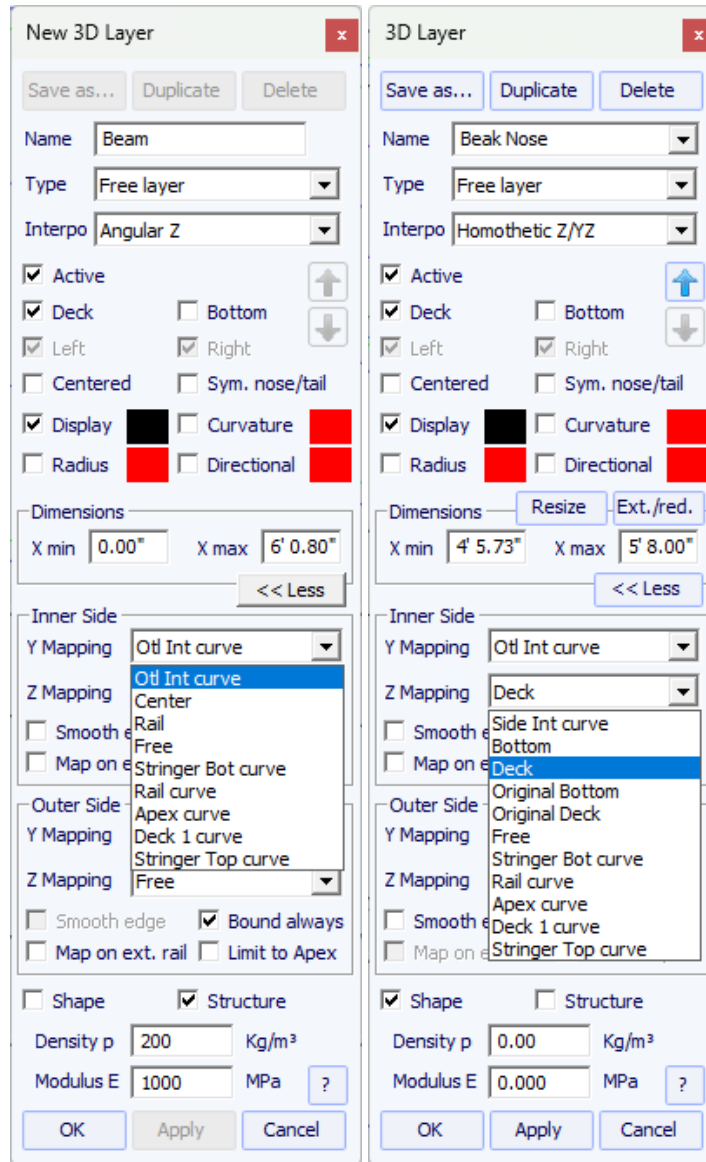 New 3D Layer
x
Save as... Duplicate Delete
Name Beam
Type Free layer
Interpo Angular Z
Active
Deck Bottom
Left Right
Centered Sym. nose/tail
Display Curvature
Radius Directional
Dimensions
X min 0.00" X max 6' 0.80"
<< Less
Inner Side
Y Mapping Otl Int curve
Otl Int curve
Z Mapping
Center
Rail
Smooth e
Free
Map on e
Stringer Bot curve
Rail curve
Outer Side
Apex curve
Y Mapping
Deck 1 curve
Stringer Top curve
Z Mapping Free
Smooth edge Bound always
Map on ext. rail Limit to Apex
Shape Structure
Density p 200 Kg/m³
Modulus E 1000 MPa ?
OK Apply Cancel
3D Layer
x
Save as... Duplicate Delete
Name Beak Nose
Type Free layer
Interpo Homothetic Z/YZ
Active
Deck Bottom
Left Right
Centered Sym. nose/tail
Display Curvature
Radius Directional
Dimensions Resize Ext./red.
X min 4' 5.73" X max 5' 8.00"
<< Less
Inner Side
Y Mapping Otl Int curve
Z Mapping Deck
Side Int curve
Smooth e
Bottom
Map on e
Deck
Original Bottom
Outer Side
Original Deck
Y Mapping
Free
Stringer Bot curve
Z Mapping
Rail curve
Apex curve
Smooth e
Deck 1 curve
Map on e
Stringer Top curve
Shape Structure
Density p 0.00 Kg/m³
Modulus E 0.000 MPa ?
OK Apply Cancel